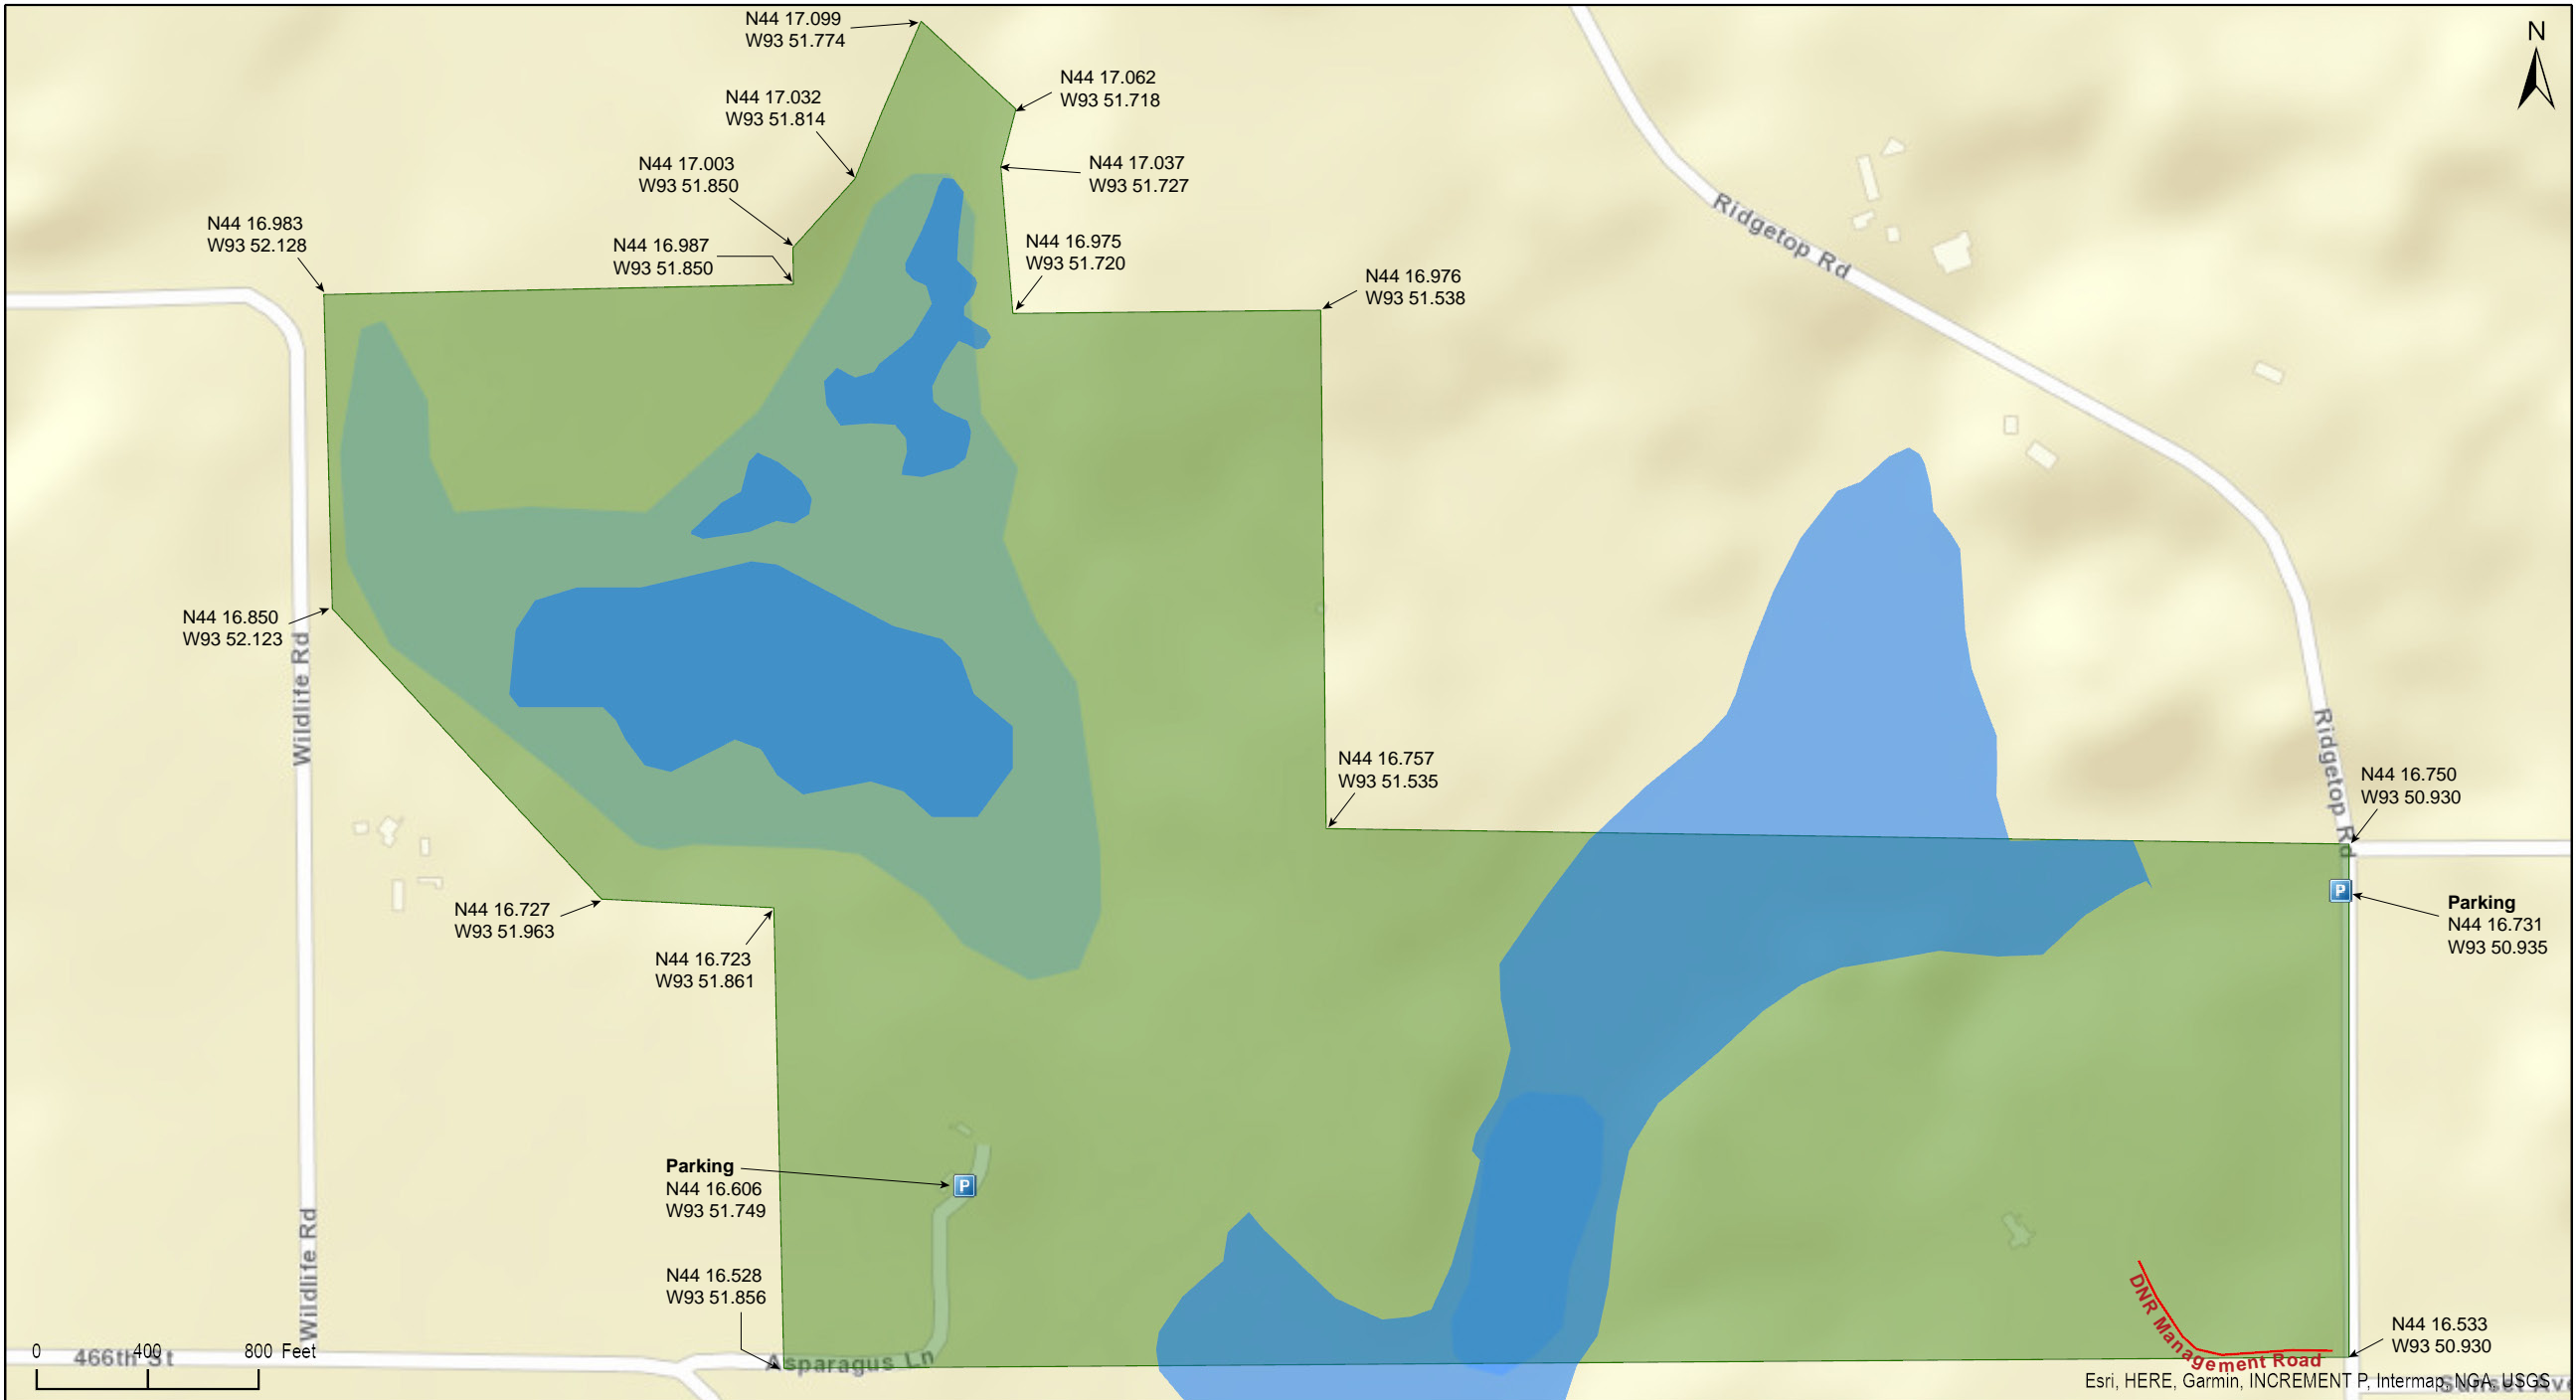 N44 17.099
W93 51.774
N
N44 17.062
W93 51.718
N44 17.032
W93 51.814
N44 17.003
W93 51.850
N44 17.037
W93 51.727
Ridgetop Rd
N44 16.983
W93 52.128
N44 16.987
W93 51.850
N44 16.975
W93 51.720
N44 16.976
W93 51.538
N44 16.850
W93 52.123
Wildlife Rd
Ridgetop Rd
N44 16.757
W93 51.535
N44 16.750
W93 50.930
P
Parking
N44 16.731
W93 50.935
N44 16.727
W93 51.963
N44 16.723
W93 51.861
Parking
N44 16.606
W93 51.749
P
Wildlife Rd
N44 16.528
W93 51.856
DNR Management Road
N44 16.533
W93 50.930
0 400 800 Feet
466th St
Asparagus Ln
Esri, HERE, Garmin, INCREMENT P, Intermap, NGA, USGS
Sunset Ave